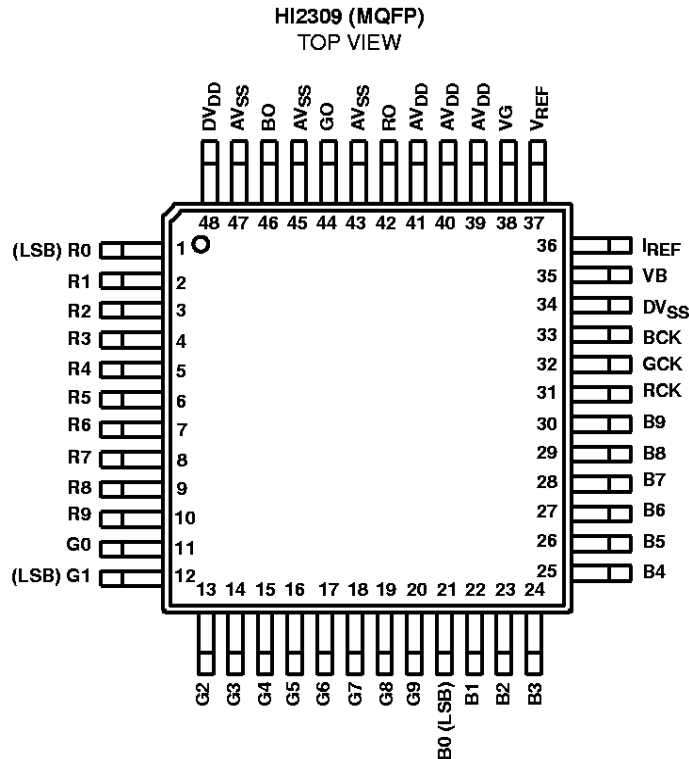 HI2309 (MQFP)
TOP VIEW
DVDD
AVSS
BO
AVSS
GO
AVSS
RO
AVDD
AVDD
AVDD
VG
VREF
48 47 46 45 44 43 42 41 40 39 38 37
(LSB) R0 1
R1 2
R2 3
R3 4
R4 5
R5 6
R6 7
R7 8
R8 9
R9 10
G0 11
(LSB) G1 12
36 IREF
35 VB
34 DVSS
33 BCK
32 GCK
31 RCK
30 B9
29 B8
28 B7
27 B6
26 B5
25 B4
13 14 15 16 17 18 19 20 21 22 23 24
G2
G3
G4
G5
G6
G7
G8
G9
B0 (LSB)
B1
B2
B3